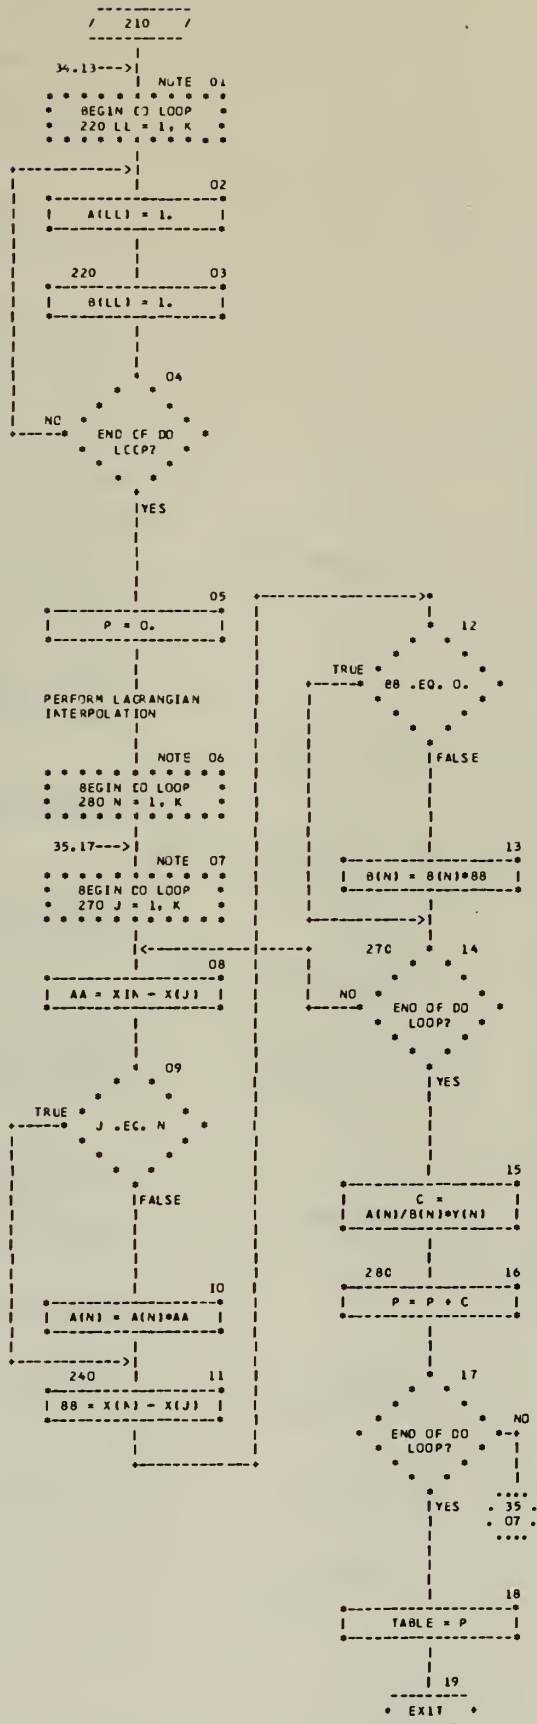 / 210 /
34.13--->
NOTE 01
BEGIN DO LOOP
220 LL = 1, K
02
A(LL) = 1.
220 03
B(LL) = 1.
04
NO
END OF DO
LOOP?
YES
05
P = 0.
PERFORM LAGRANGIAN
INTERPOLATION
NOTE 06
BEGIN DO LOOP
280 N = 1, K
35.17--->
NOTE 07
BEGIN DO LOOP
270 J = 1, K
08
AA = XIN - X(J)
09
TRUE
J .EQ. N
FALSE
10
A(N) = A(N)*AA
240 11
BB = X(N) - X(J)
12
TRUE
BB .EQ. 0.
FALSE
13
B(N) = B(N)*BB
270 14
NO
END OF DO
LOOP?
YES
15
C =
A(N)/B(N)*Y(N)
280 16
P = P + C
17
NO
END OF DO
LOOP?
YES
35
07
18
TABLE = P
19
EXIT